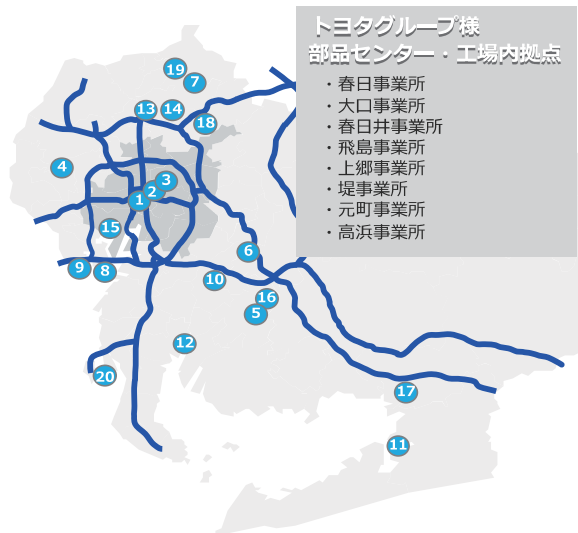 トヨタグループ様
部品センター・工場内拠点
・春日事業所
・大口事業所
・春日井事業所
・飛島事業所
・上郷事業所
・堤事業所
・元町事業所
・高浜事業所
19
7
13
14
18
4
3
2
1
15
6
9
8
10
16
5
12
20
17
11